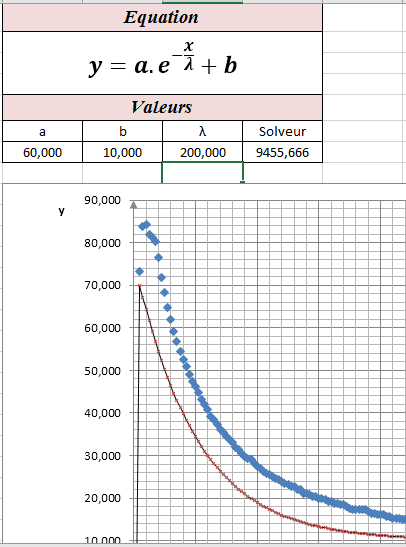 Equation
y = a. e^{-x/λ} + b
Valeurs
a b λ Solveur
60,000 10,000 200,000 9455,666
90,000
y
80,000
70,000
60,000
50,000
40,000
30,000
20,000
10,000